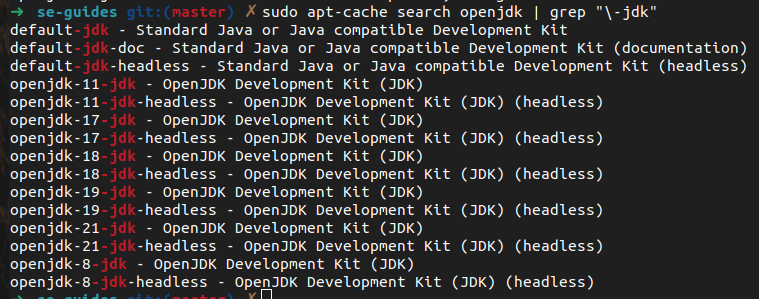 ➜ se-guides git:(master) ✗ sudo apt-cache search openjdk | grep "\-jdk"
default-jdk - Standard Java or Java compatible Development Kit
default-jdk-doc - Standard Java or Java compatible Development Kit (documentation)
default-jdk-headless - Standard Java or Java compatible Development Kit (headless)
openjdk-11-jdk - OpenJDK Development Kit (JDK)
openjdk-11-jdk-headless - OpenJDK Development Kit (JDK) (headless)
openjdk-17-jdk - OpenJDK Development Kit (JDK)
openjdk-17-jdk-headless - OpenJDK Development Kit (JDK) (headless)
openjdk-18-jdk - OpenJDK Development Kit (JDK)
openjdk-18-jdk-headless - OpenJDK Development Kit (JDK) (headless)
openjdk-19-jdk - OpenJDK Development Kit (JDK)
openjdk-19-jdk-headless - OpenJDK Development Kit (JDK) (headless)
openjdk-21-jdk - OpenJDK Development Kit (JDK)
openjdk-21-jdk-headless - OpenJDK Development Kit (JDK) (headless)
openjdk-8-jdk - OpenJDK Development Kit (JDK)
openjdk-8-jdk-headless - OpenJDK Development Kit (JDK) (headless)
➜ se-guides git:(master) ✗